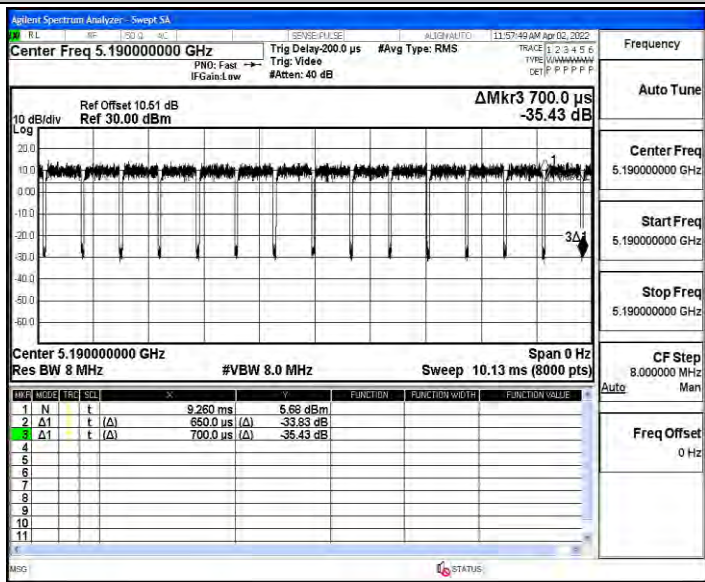 Agilent Spectrum Analyzer - Swept SA
RL RF 50 Ω AC SENSE:PULSE ALIGN AUTO 11:57:49 AM Apr 02, 2022
Center Freq 5.190000000 GHz
PNO: Fast
IFGain:Low
Trig Delay-200.0 µs
Trig: Video
#Atten: 40 dB
#Avg Type: RMS
TRACE 1 2 3 4 5 6
TYPE
DET P P P P P P
Ref Offset 10.51 dB
10 dB/div Ref 30.00 dBm
Log
ΔMkr3 700.0 µs
-35.43 dB
20.0
10.0
0.00
-10.0
-20.0
-30.0
-40.0
-50.0
-60.0
1
3Δ1
Center 5.190000000 GHz Span 0 Hz
Res BW 8 MHz #VBW 8.0 MHz Sweep 10.13 ms (8000 pts)
MKR MODE TRC SCL X Y FUNCTION FUNCTION WIDTH FUNCTION VALUE
1 N t 9.260 ms 5.68 dBm
2 Δ1 t (Δ) 650.0 µs (Δ) -33.83 dB
3 Δ1 t (Δ) 700.0 µs (Δ) -35.43 dB
4
5
6
7
8
9
10
11
MSG STATUS
Frequency
Auto Tune
Center Freq
5.190000000 GHz
Start Freq
5.190000000 GHz
Stop Freq
5.190000000 GHz
CF Step
8.000000 MHz
Auto Man
Freq Offset
0 Hz